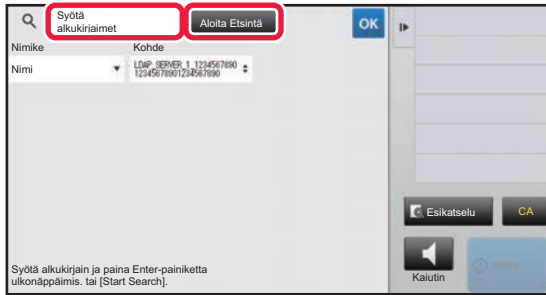 Syötä
alkukirjaimet
Aloita Etsintä
OK
Nimike
Kohde
Nimi
LDAP_SERVER_1_1234567890
12345678901234567890
Esikatselu
CA
Syötä alkukirjain ja paina Enter-painiketta
ulkonäppäimis. tai [Start Search].
Kaiutin